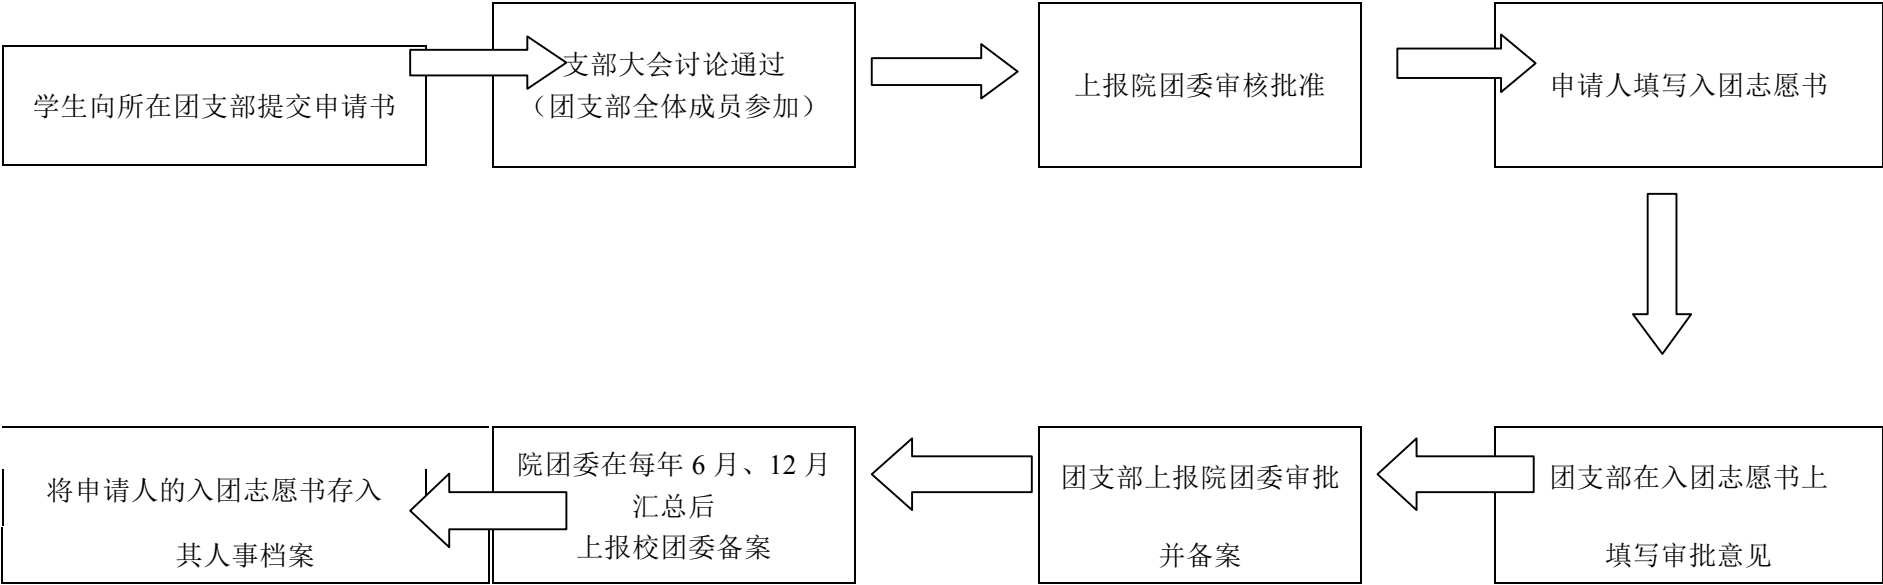 学生向所在团支部提交申请书
支部大会讨论通过
（团支部全体成员参加）
上报院团委审核批准
申请人填写入团志愿书
团支部在入团志愿书上
填写审批意见
团支部上报院团委审批
并备案
院团委在每年 6 月、12 月
汇总后
上报校团委备案
将申请人的入团志愿书存入
其人事档案